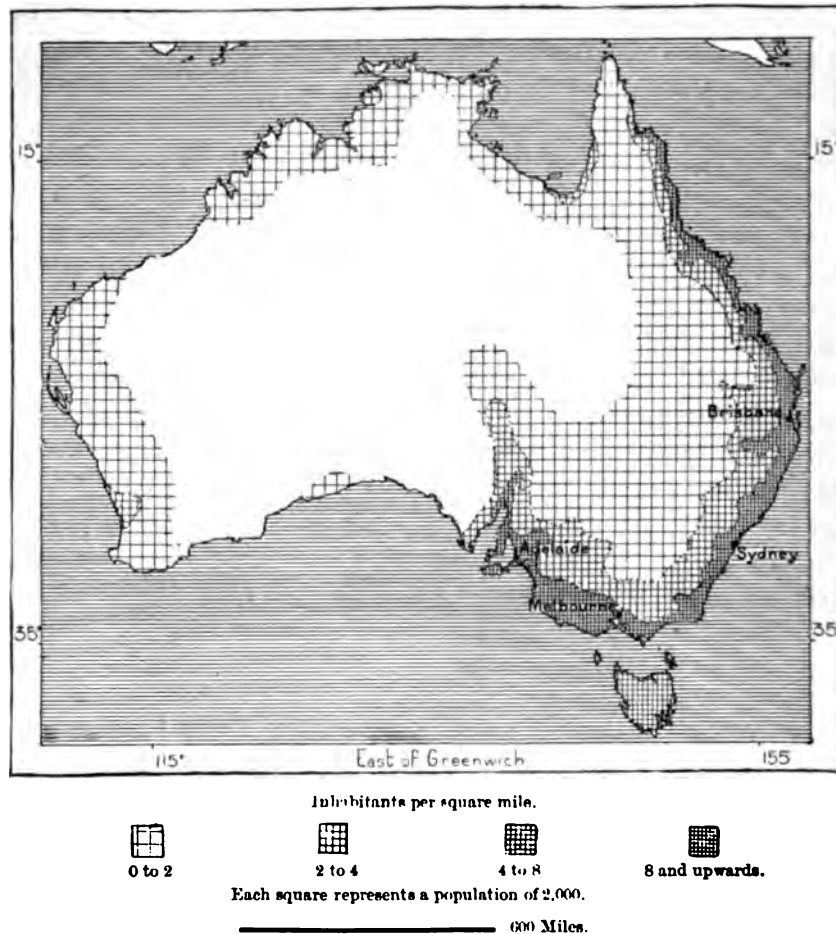 15°
15°
Brisbane
Adelaide
Sydney
Melbourne
35
35°
115°
East of Greenwich
155
Inhabitants per square mile.
0 to 2
2 to 4
4 to 8
8 and upwards.
Each square represents a population of 2,000.
600 Miles.